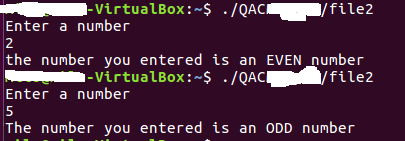 -VirtualBox:~$ ./QAC /file2
Enter a number
2
the number you entered is an EVEN number
-VirtualBox:~$ ./QAC /file2
Enter a number
5
The number you entered is an ODD number